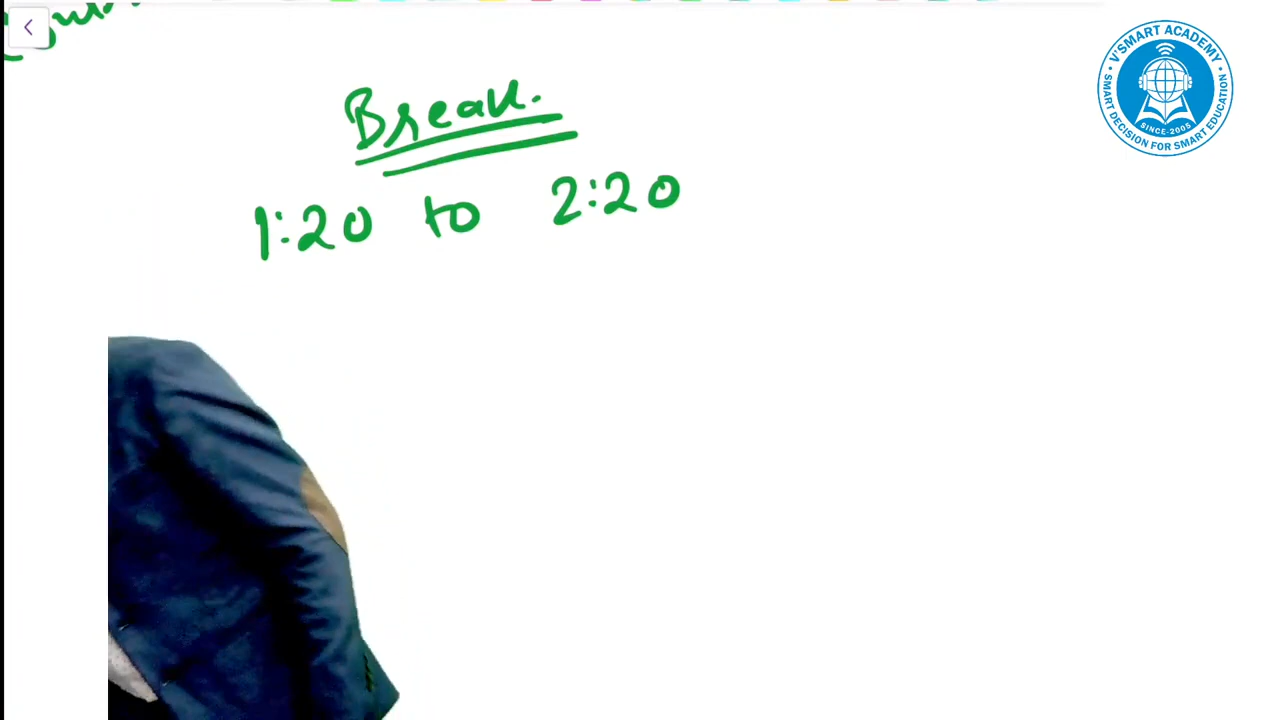 Break.
1:20 to 2:20
V'SMART ACADEMY
SINCE-2005
SMART DECISION FOR SMART EDUCATION